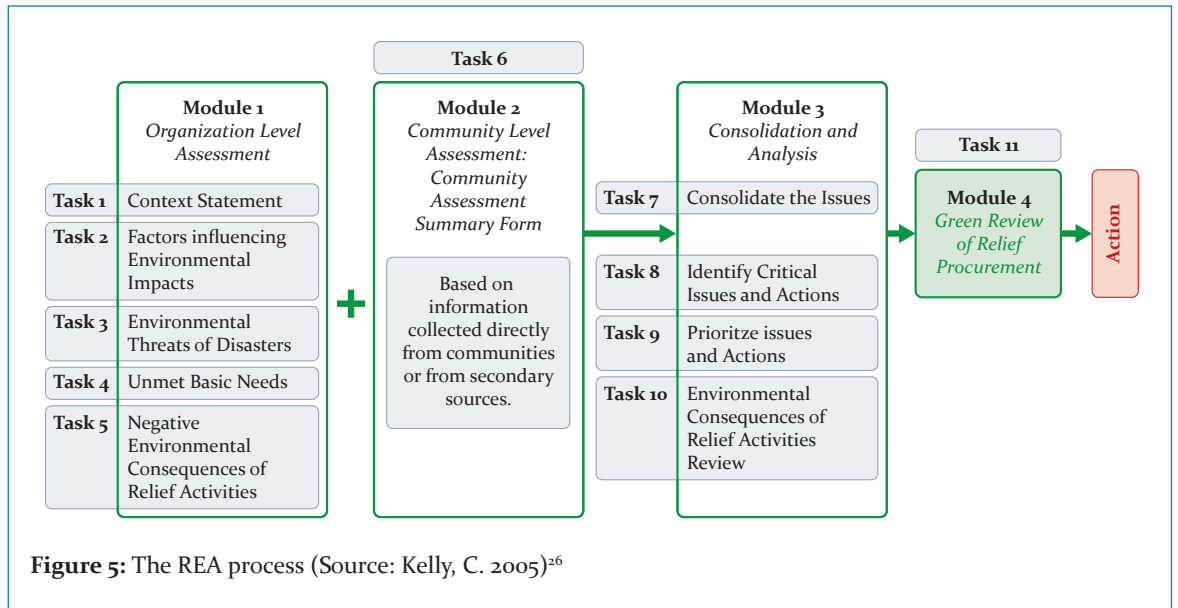 Task 6
Module 1
Organization Level
Assessment
Task 1 Context Statement
Task 2 Factors influencing
Environmental
Impacts
Task 3 Environmental
Threats of Disasters
Task 4 Unmet Basic Needs
Task 5 Negative
Environmental
Consequences of
Relief Activities
+
Module 2
Community Level
Assessment:
Community
Assessment
Summary Form
Based on
information
collected directly
from communities
or from secondary
sources.
Module 3
Consolidation and
Analysis
Task 7 Consolidate the Issues
Task 8 Identify Critical
Issues and Actions
Task 9 Prioritze issues
and Actions
Task 10 Environmental
Consequences of
Relief Activities
Review
Task 11
Module 4
Green Review
of Relief
Procurement
Action
Figure 5: The REA process (Source: Kelly, C. 2005)²⁶